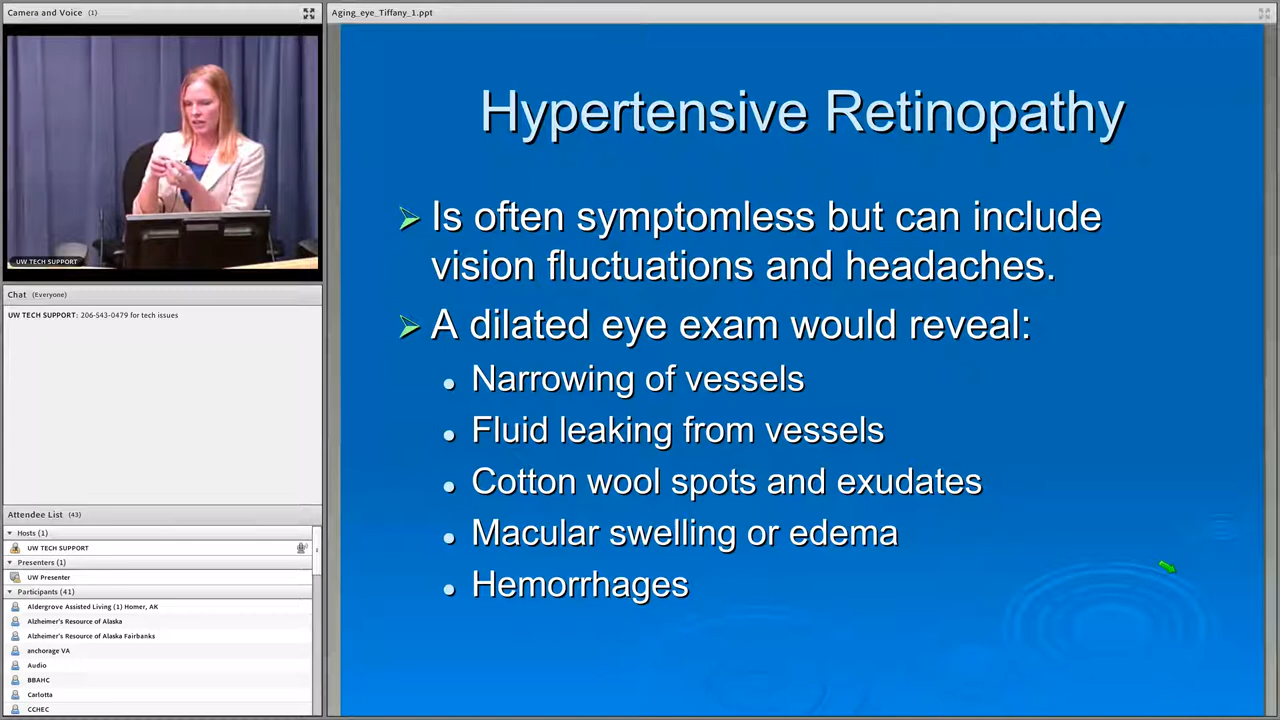 Camera and Voice (1)
UW TECH SUPPORT
Chat (Everyone)
UW TECH SUPPORT: 206-543-0479 for tech issues
Attendee List (43)
Hosts (1)
UW TECH SUPPORT
Presenters (1)
UW Presenter
Participants (41)
Aldergrove Assisted Living (1) Homer, AK
Alzheimer's Resource of Alaska
Alzheimer's Resource of Alaska Fairbanks
anchorage VA
Audio
BBAHC
Carlotta
CCHEC
Aging_eye_Tiffany_1.ppt
Hypertensive Retinopathy
Is often symptomless but can include
vision fluctuations and headaches.
A dilated eye exam would reveal:
Narrowing of vessels
Fluid leaking from vessels
Cotton wool spots and exudates
Macular swelling or edema
Hemorrhages